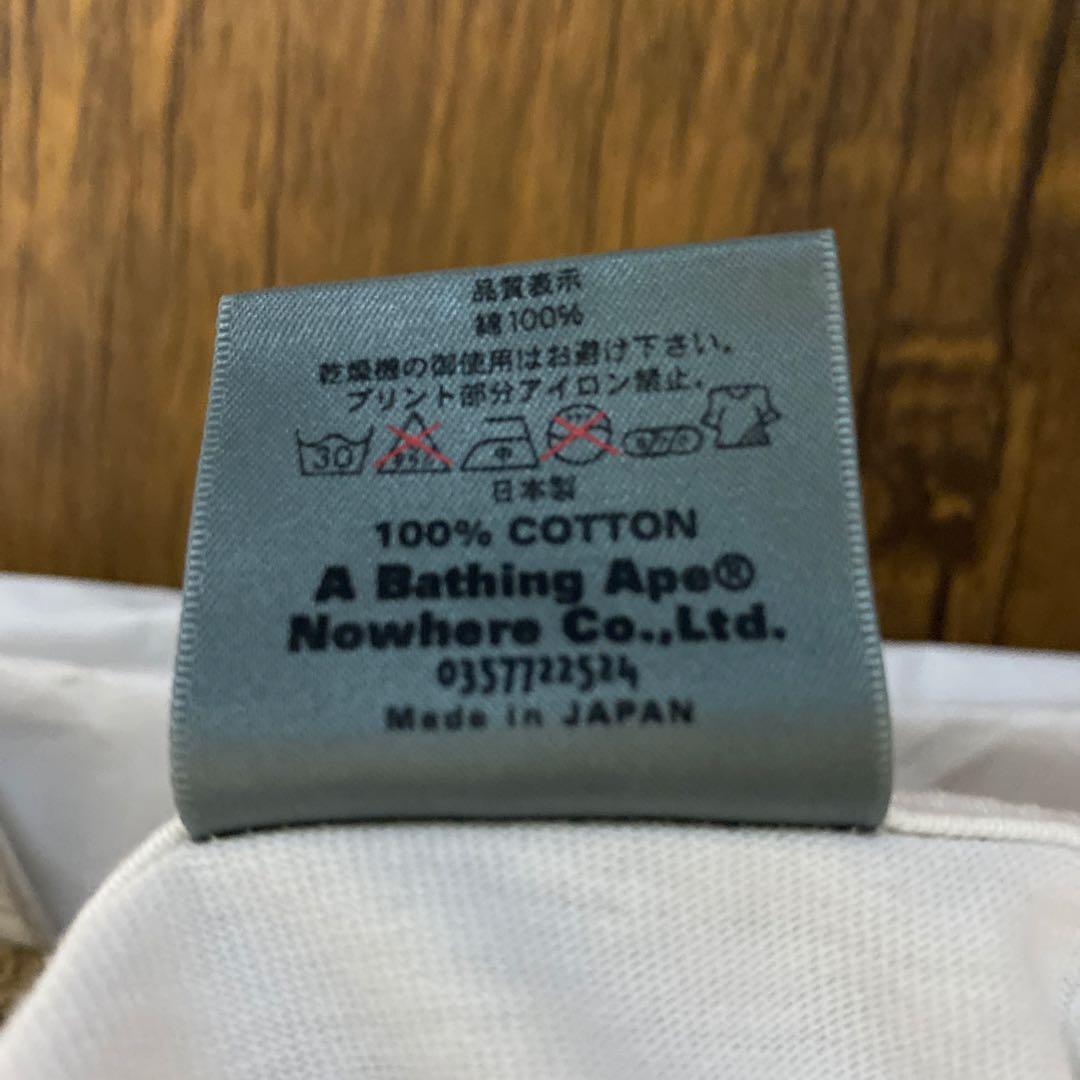 品質表示
綿100%
乾燥機の御使用はお避け下さい。
プリント部分アイロン禁止。
30 中
日本製
100% COTTON
A Bathing Ape®
Nowhere Co.,Ltd.
0357722524
Made in JAPAN